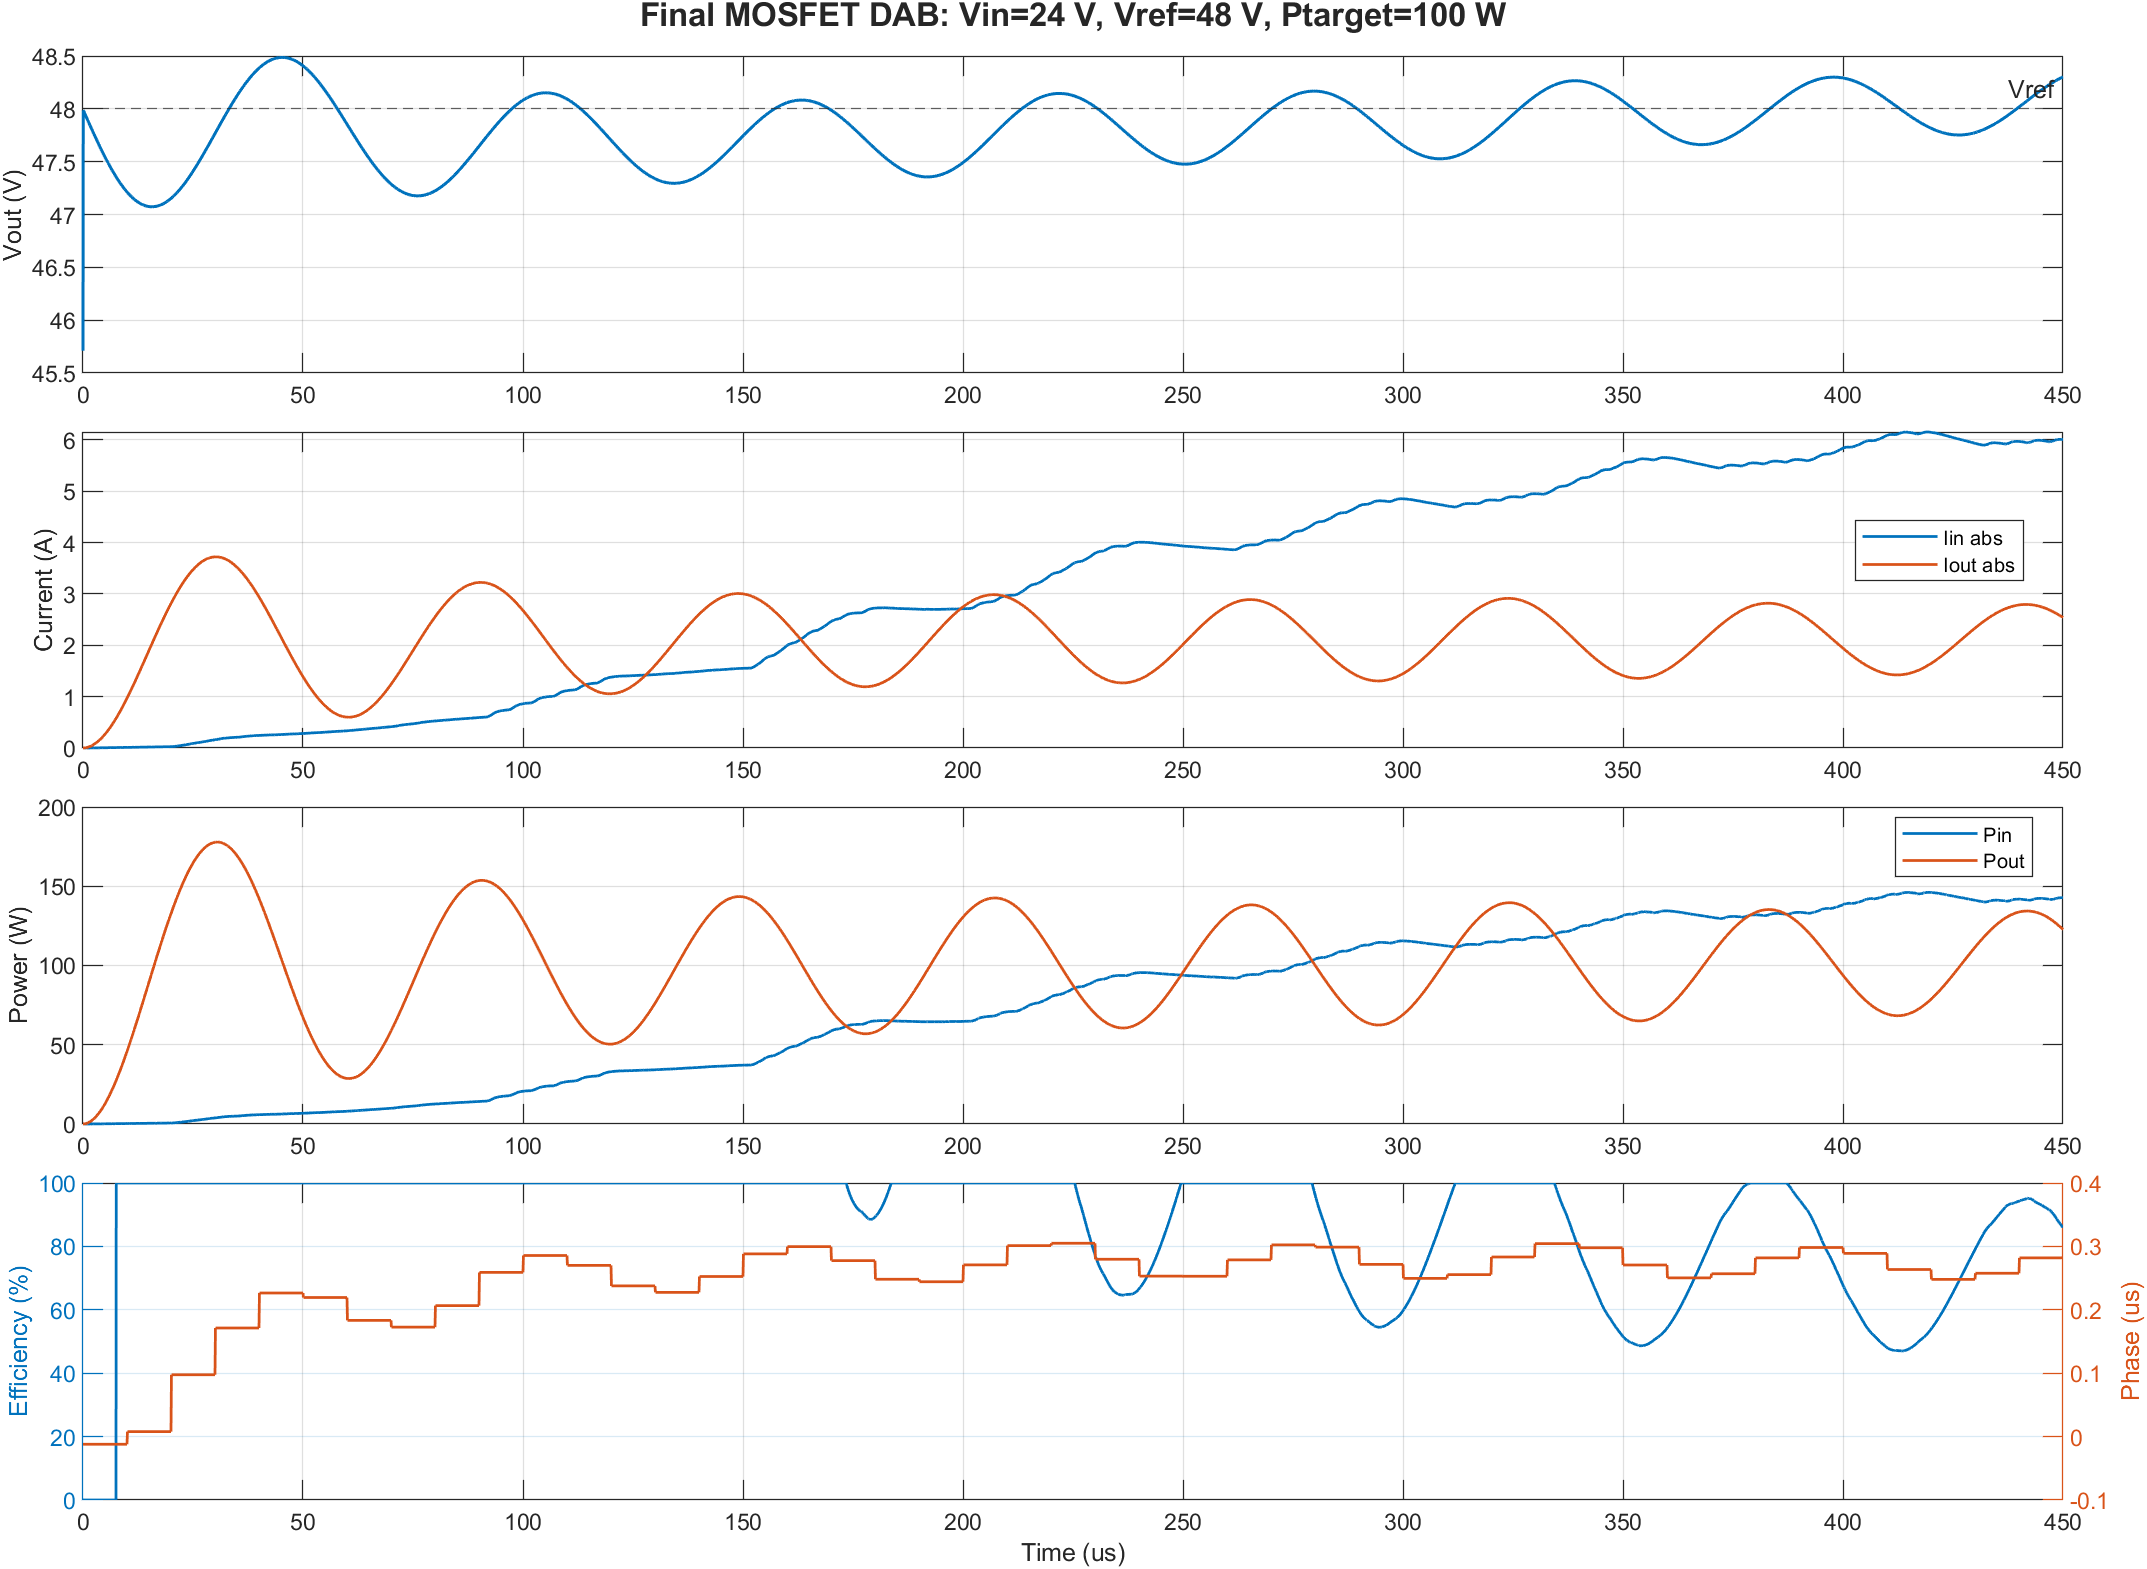 Final MOSFET DAB: Vin=24 V, Vref=48 V, Ptarget=100 W
48.5
48
47.5
47
46.5
46
45.5
Vout (V)
Vref
0 50 100 150 200 250 300 350 400 450
6
5
4
3
2
1
0
Current (A)
Iin abs
Iout abs
0 50 100 150 200 250 300 350 400 450
200
150
100
50
0
Power (W)
Pin
Pout
0 50 100 150 200 250 300 350 400 450
100
80
60
40
20
0
Efficiency (%)
0.4
0.3
0.2
0.1
0
-0.1
Phase (us)
0 50 100 150 200 250 300 350 400 450
Time (us)